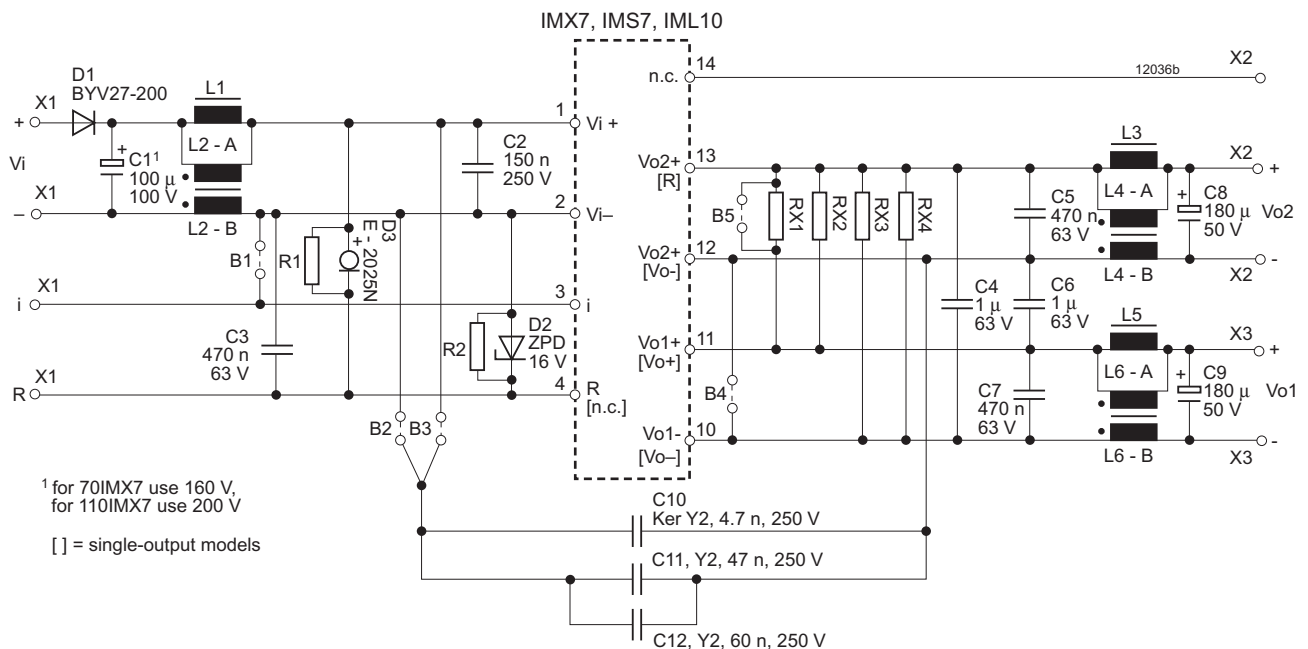 IMX7, IMS7, IML10
D1
BYV27-200
X1
+
L1
L2 - A
+
C1¹
100 μ
100 V
Vi
X1
–
L2 - B
1
Vi +
C2
150 n
250 V
2
Vi–
B1
R1
D3
E - 2025N
+
X1
i
3
i
C3
470 n
63 V
R2
D2
ZPD
16 V
X1
R
4
R
[n.c.]
B2
B3
¹ for 70IMX7 use 160 V,
for 110IMX7 use 200 V
[ ] = single-output models
n.c.
14
12036b
X2
Vo2+
[R]
13
B5
RX1
RX2
RX3
RX4
C5
470 n
63 V
L3
L4 - A
L4 - B
X2
+
+
C8
180 μ
50 V
Vo2
-
X2
Vo2+
[Vo-]
12
C4
1 μ
63 V
C6
1 μ
63 V
Vo1+
[Vo+]
11
B4
L5
L6 - A
L6 - B
X3
+
+
C9
180 μ
50 V
Vo1
C7
470 n
63 V
Vo1-
[Vo–]
10
-
X3
C10
Ker Y2, 4.7 n, 250 V
C11, Y2, 47 n, 250 V
C12, Y2, 60 n, 250 V